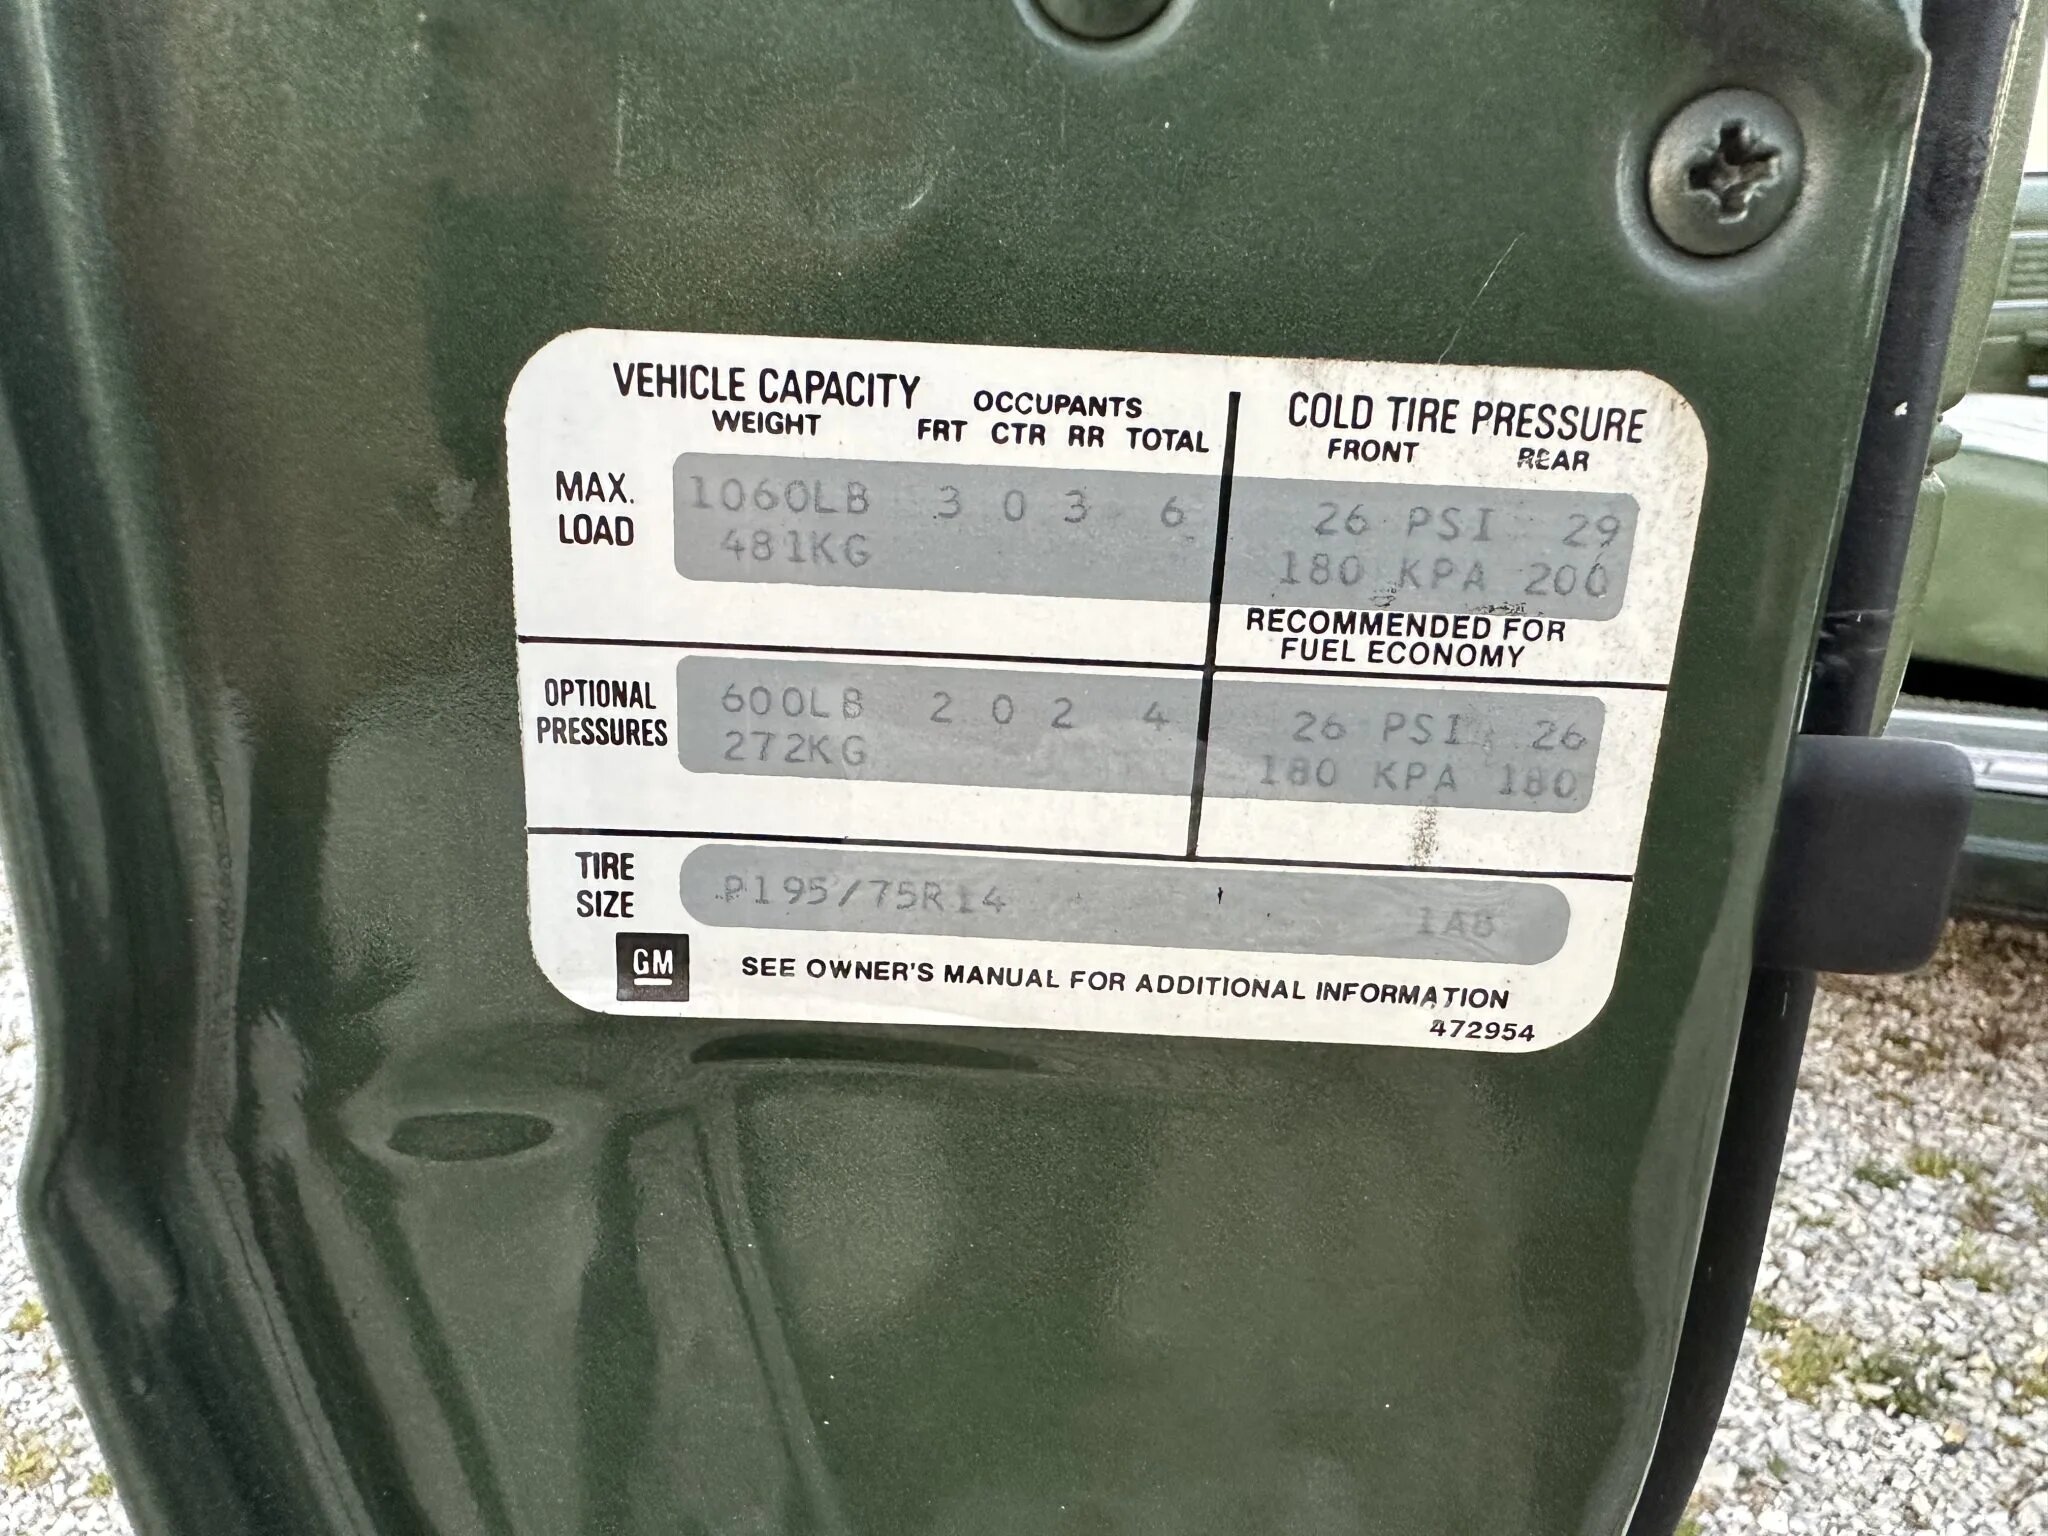 VEHICLE CAPACITY
WEIGHT
OCCUPANTS
FRT CTR RR TOTAL
COLD TIRE PRESSURE
FRONT REAR
MAX. LOAD
1060LB 3 0 3 6
481KG
26 PSI 29
180 KPA 200
RECOMMENDED FOR
FUEL ECONOMY
OPTIONAL
PRESSURES
600LB 2 0 2 4
272KG
26 PSI 26
180 KPA 180
TIRE
SIZE
P195/75R14
GM
SEE OWNER'S MANUAL FOR ADDITIONAL INFORMATION
472954